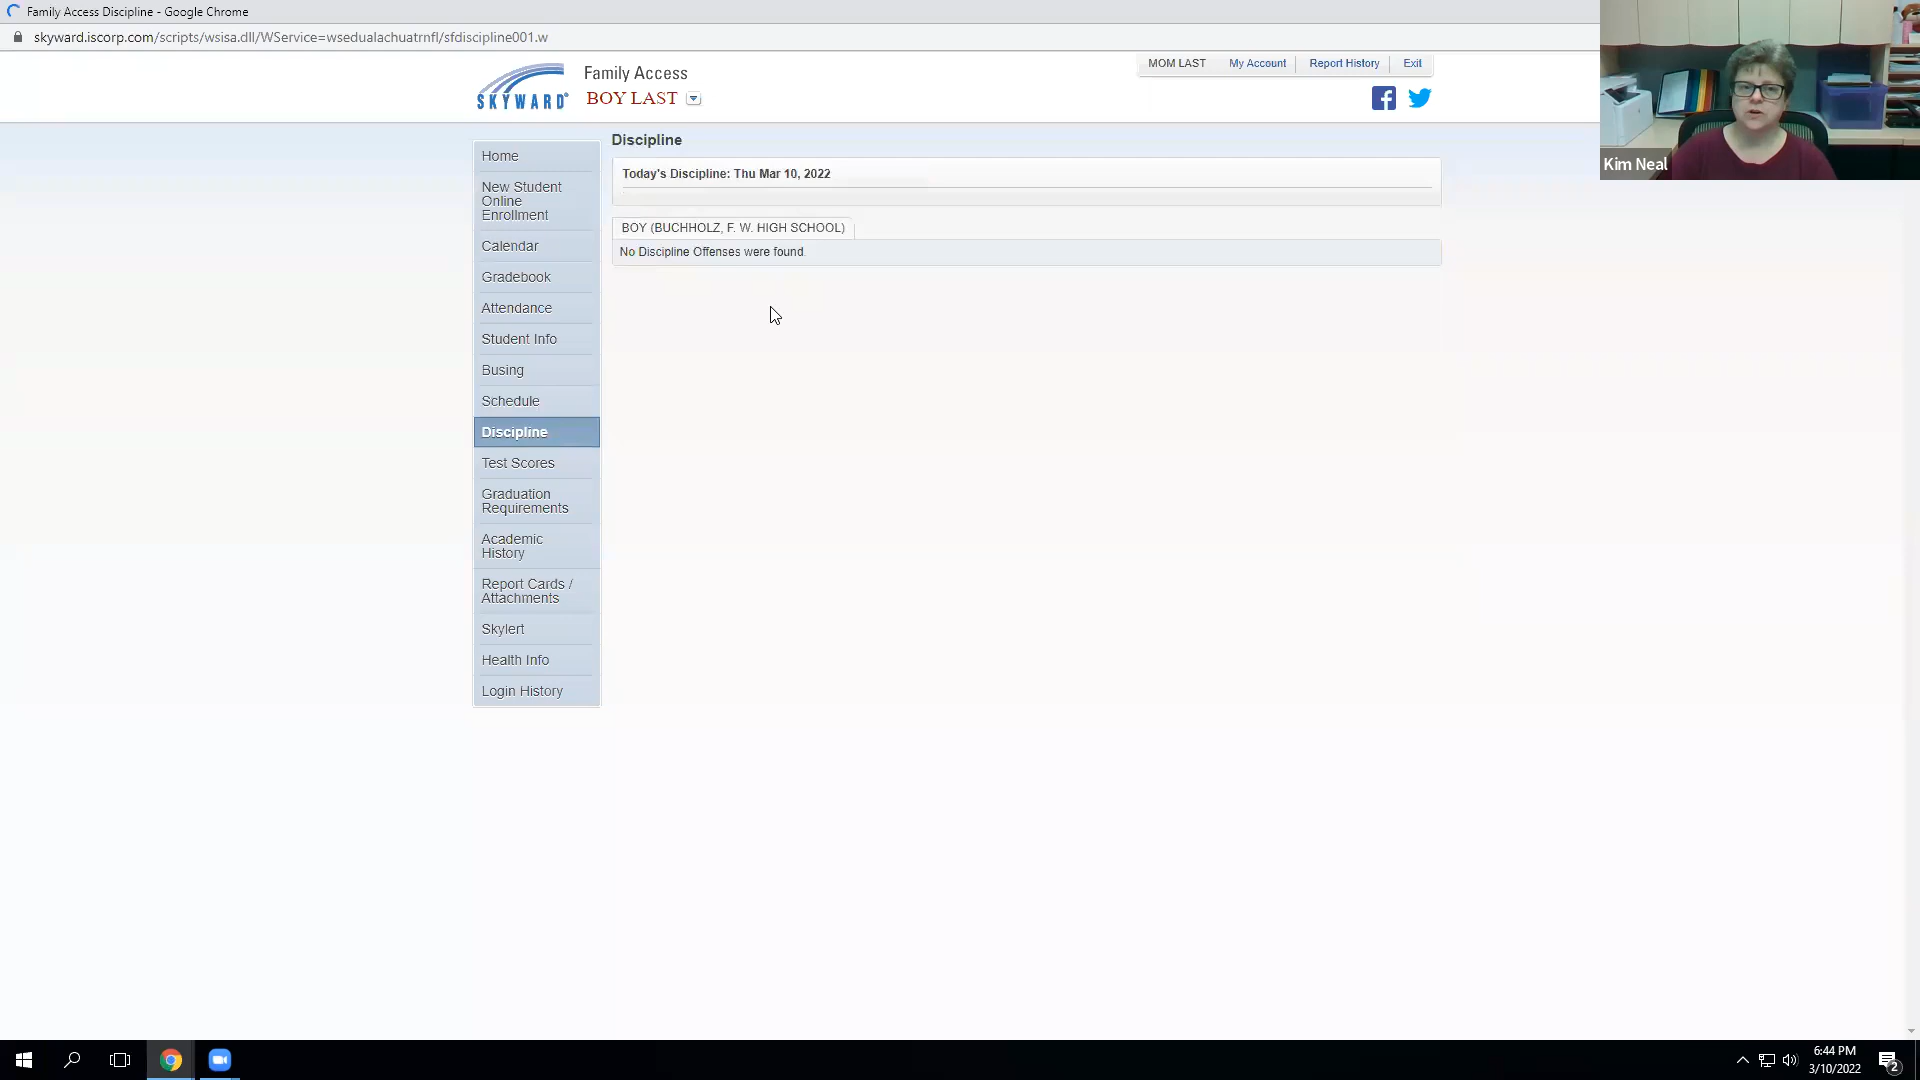 Family Access Discipline - Google Chrome
skyward.iscorp.com/scripts/wsisa.dll/WService=wsedualachuatrnfl/sfdiscipline001.w
SKYWARD®
Family Access
BOY LAST
MOM LAST
My Account
Report History
Exit
Kim Neal
Home
New Student
Online
Enrollment
Calendar
Gradebook
Attendance
Student Info
Busing
Schedule
Discipline
Test Scores
Graduation
Requirements
Academic
History
Report Cards /
Attachments
Skylert
Health Info
Login History
Discipline
Today's Discipline: Thu Mar 10, 2022
BOY (BUCHHOLZ, F. W. HIGH SCHOOL)
No Discipline Offenses were found.
6:44 PM
3/10/2022
2